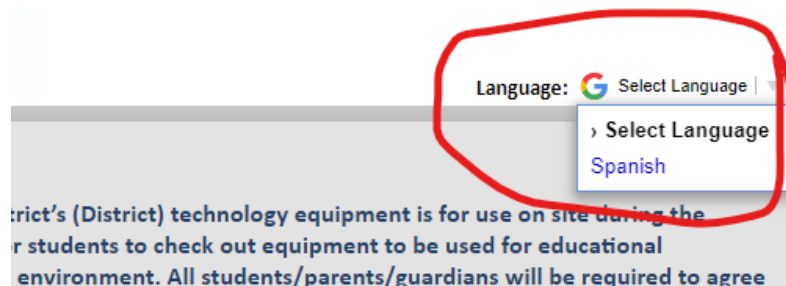 Language: Select Language
› Select Language
Spanish
trict's (District) technology equipment is for use on site during the
r students to check out equipment to be used for educational
environment. All students/parents/guardians will be required to agree